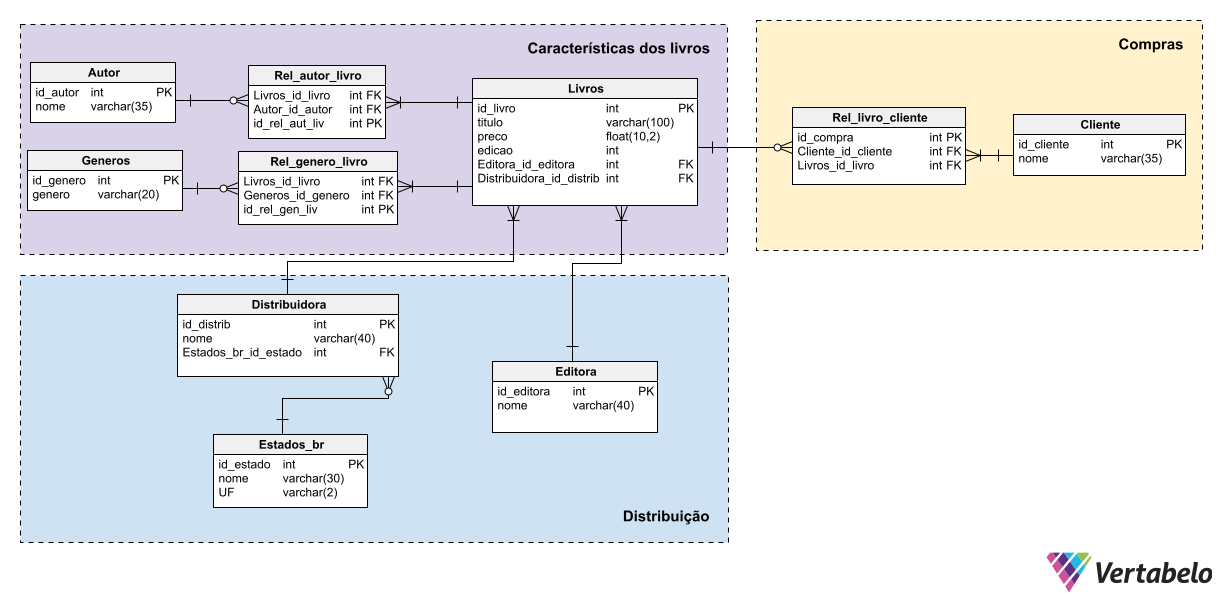 Características dos livros
Autor
id_autor int PK
nome varchar(35)
Rel_autor_livro
Livros_id_livro int FK
Autor_id_autor int FK
id_rel_aut_liv int PK
Livros
id_livro int PK
titulo varchar(100)
preco float(10,2)
edicao int
Editora_id_editora int FK
Distribuidora_id_distrib int FK
Generos
id_genero int PK
genero varchar(20)
Rel_genero_livro
Livros_id_livro int FK
Generos_id_genero int FK
id_rel_gen_liv int PK
Compras
Rel_livro_cliente
id_compra int PK
Cliente_id_cliente int FK
Livros_id_livro int FK
Cliente
id_cliente int PK
nome varchar(35)
Distribuidora
id_distrib int PK
nome varchar(40)
Estados_br_id_estado int FK
Editora
id_editora int PK
nome varchar(40)
Estados_br
id_estado int PK
nome varchar(30)
UF varchar(2)
Distribuição
Vertabelo